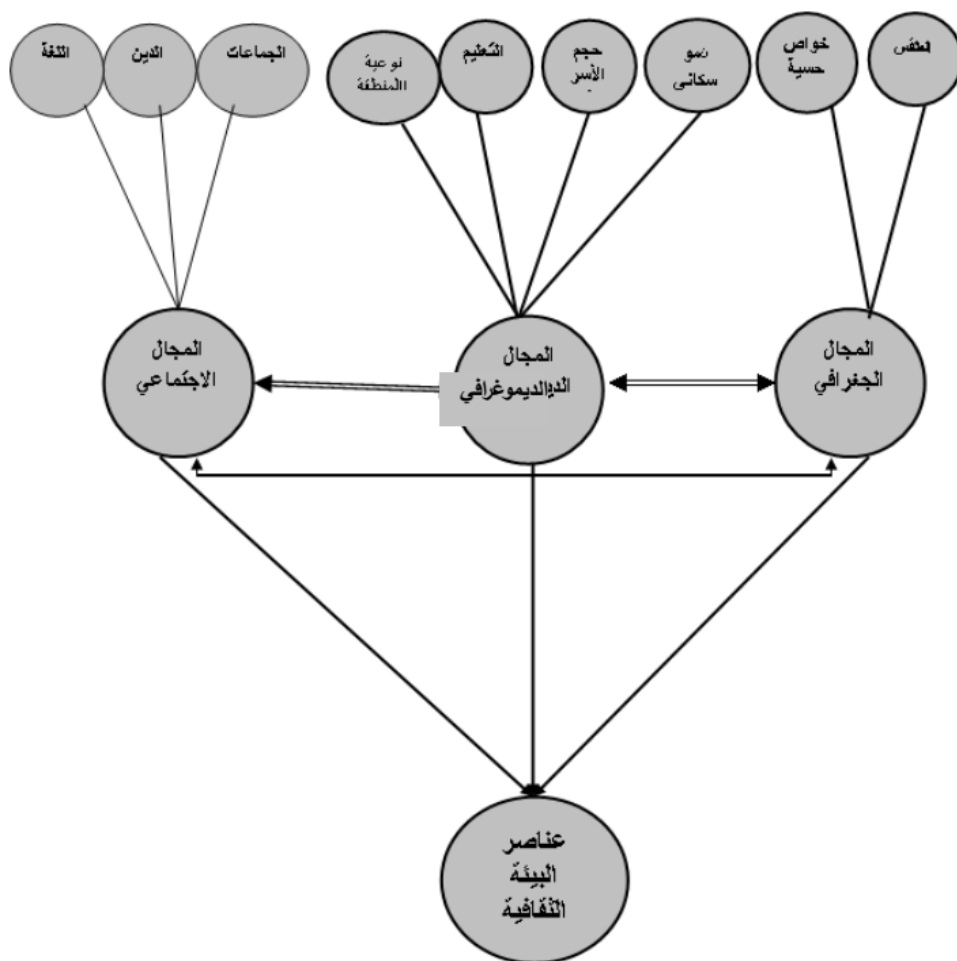 الطقس
خواص
حسية
نمو
سكانى
حجم
الأسر
التعليم
نوعية
المنطقة
الجماعات
الدين
اللغة
المجال
الجغرافي
المجال
الديموغرافي
المجال
الاجتماعي
عناصر
البيئة
الثقافية